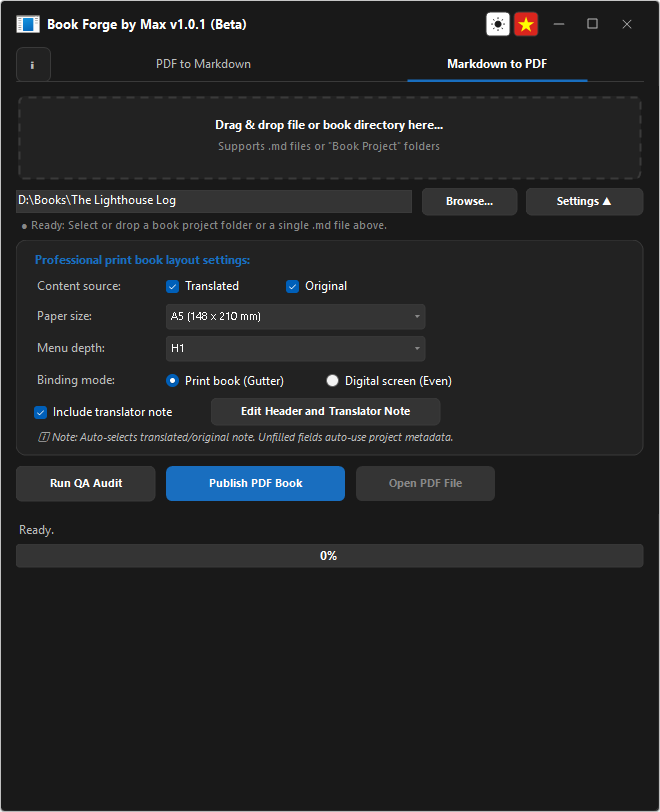 Book Forge by Max v1.0.1 (Beta)
i
PDF to Markdown
Markdown to PDF
Drag & drop file or book directory here...
Supports .md files or "Book Project" folders
D:\Books\The Lighthouse Log
Browse...
Settings ▲
● Ready: Select or drop a book project folder or a single .md file above.
Professional print book layout settings:
Content source:
Translated
Original
Paper size:
A5 (148 x 210 mm)
Menu depth:
H1
Binding mode:
Print book (Gutter)
Digital screen (Even)
Include translator note
Edit Header and Translator Note
ⓘ Note: Auto-selects translated/original note. Unfilled fields auto-use project metadata.
Run QA Audit
Publish PDF Book
Open PDF File
Ready.
0%